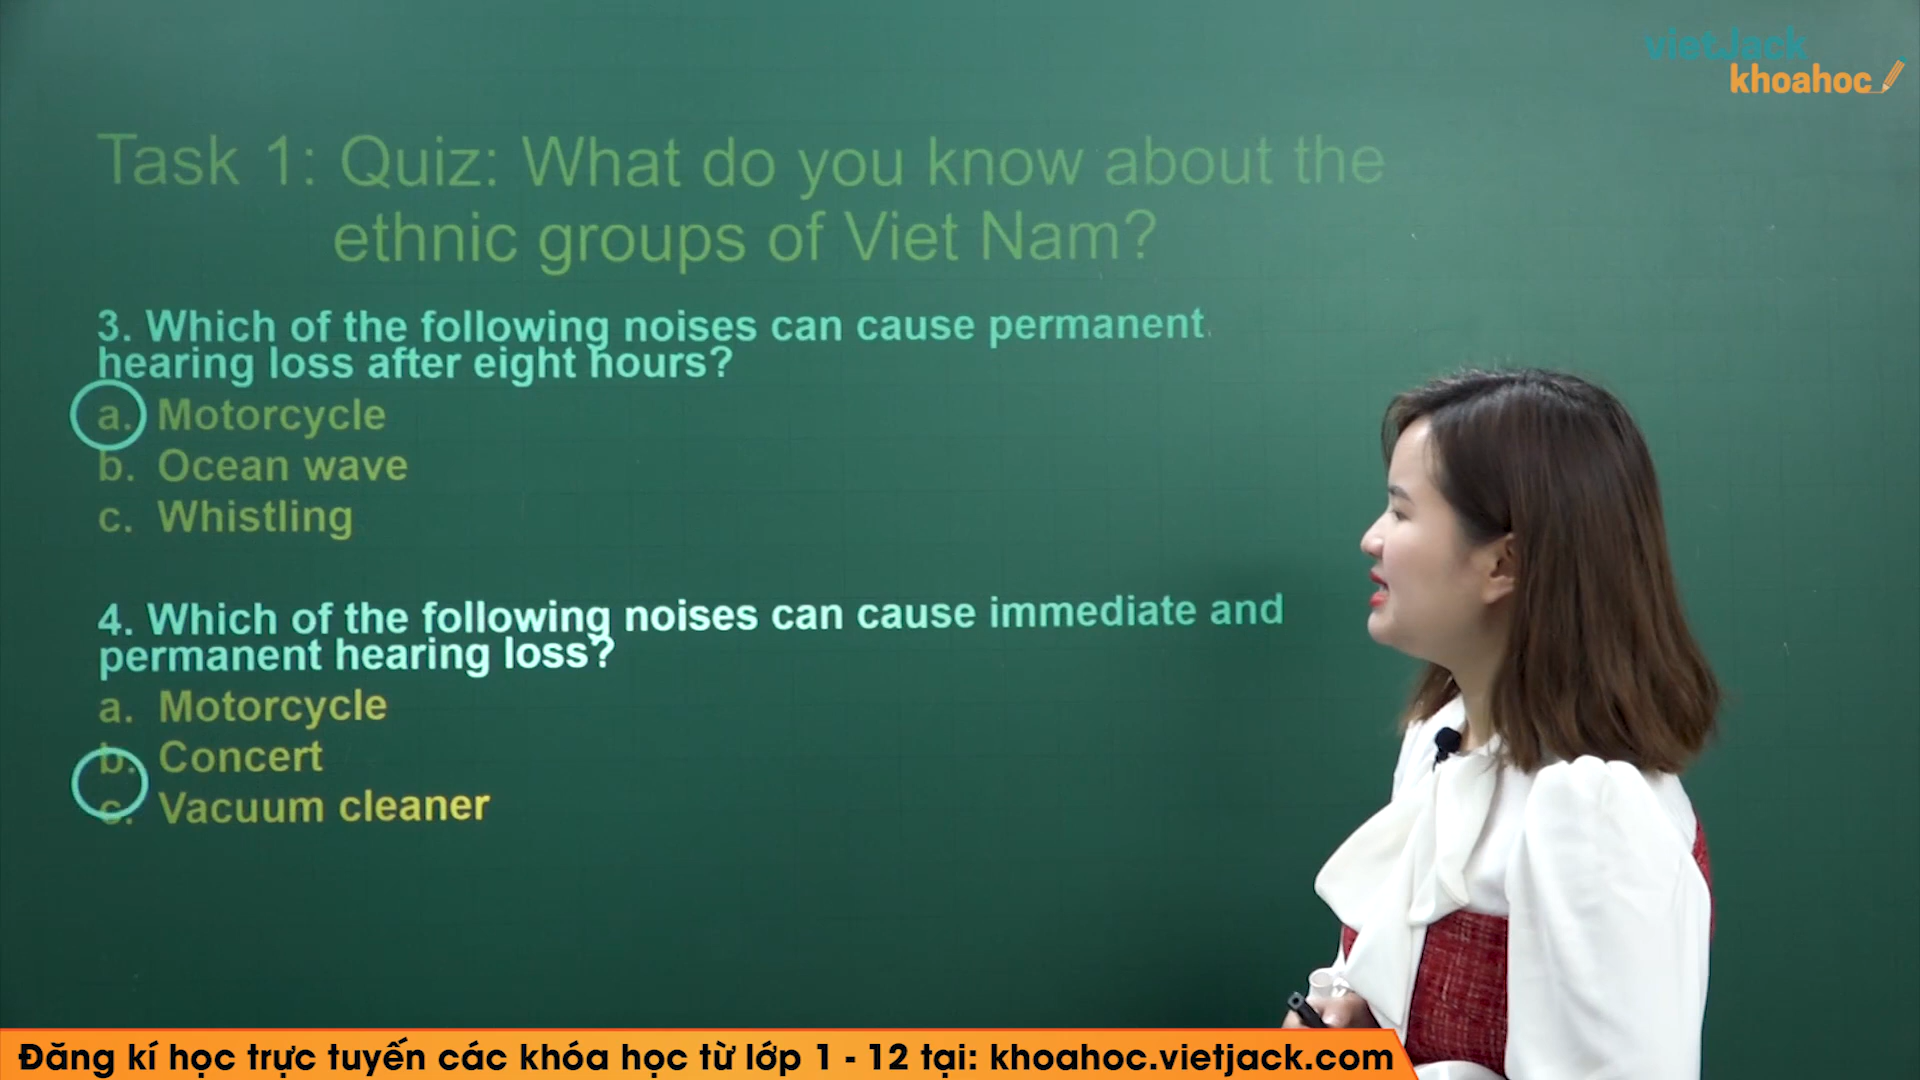 vietJack
khoahoc
Task 1: Quiz: What do you know about the
ethnic groups of Viet Nam?
3. Which of the following noises can cause permanent
hearing loss after eight hours?
a. Motorcycle
b. Ocean wave
c. Whistling
4. Which of the following noises can cause immediate and
permanent hearing loss?
a. Motorcycle
b. Concert
c. Vacuum cleaner
Đăng kí học trực tuyến các khóa học từ lớp 1 - 12 tại: khoahoc.vietjack.com